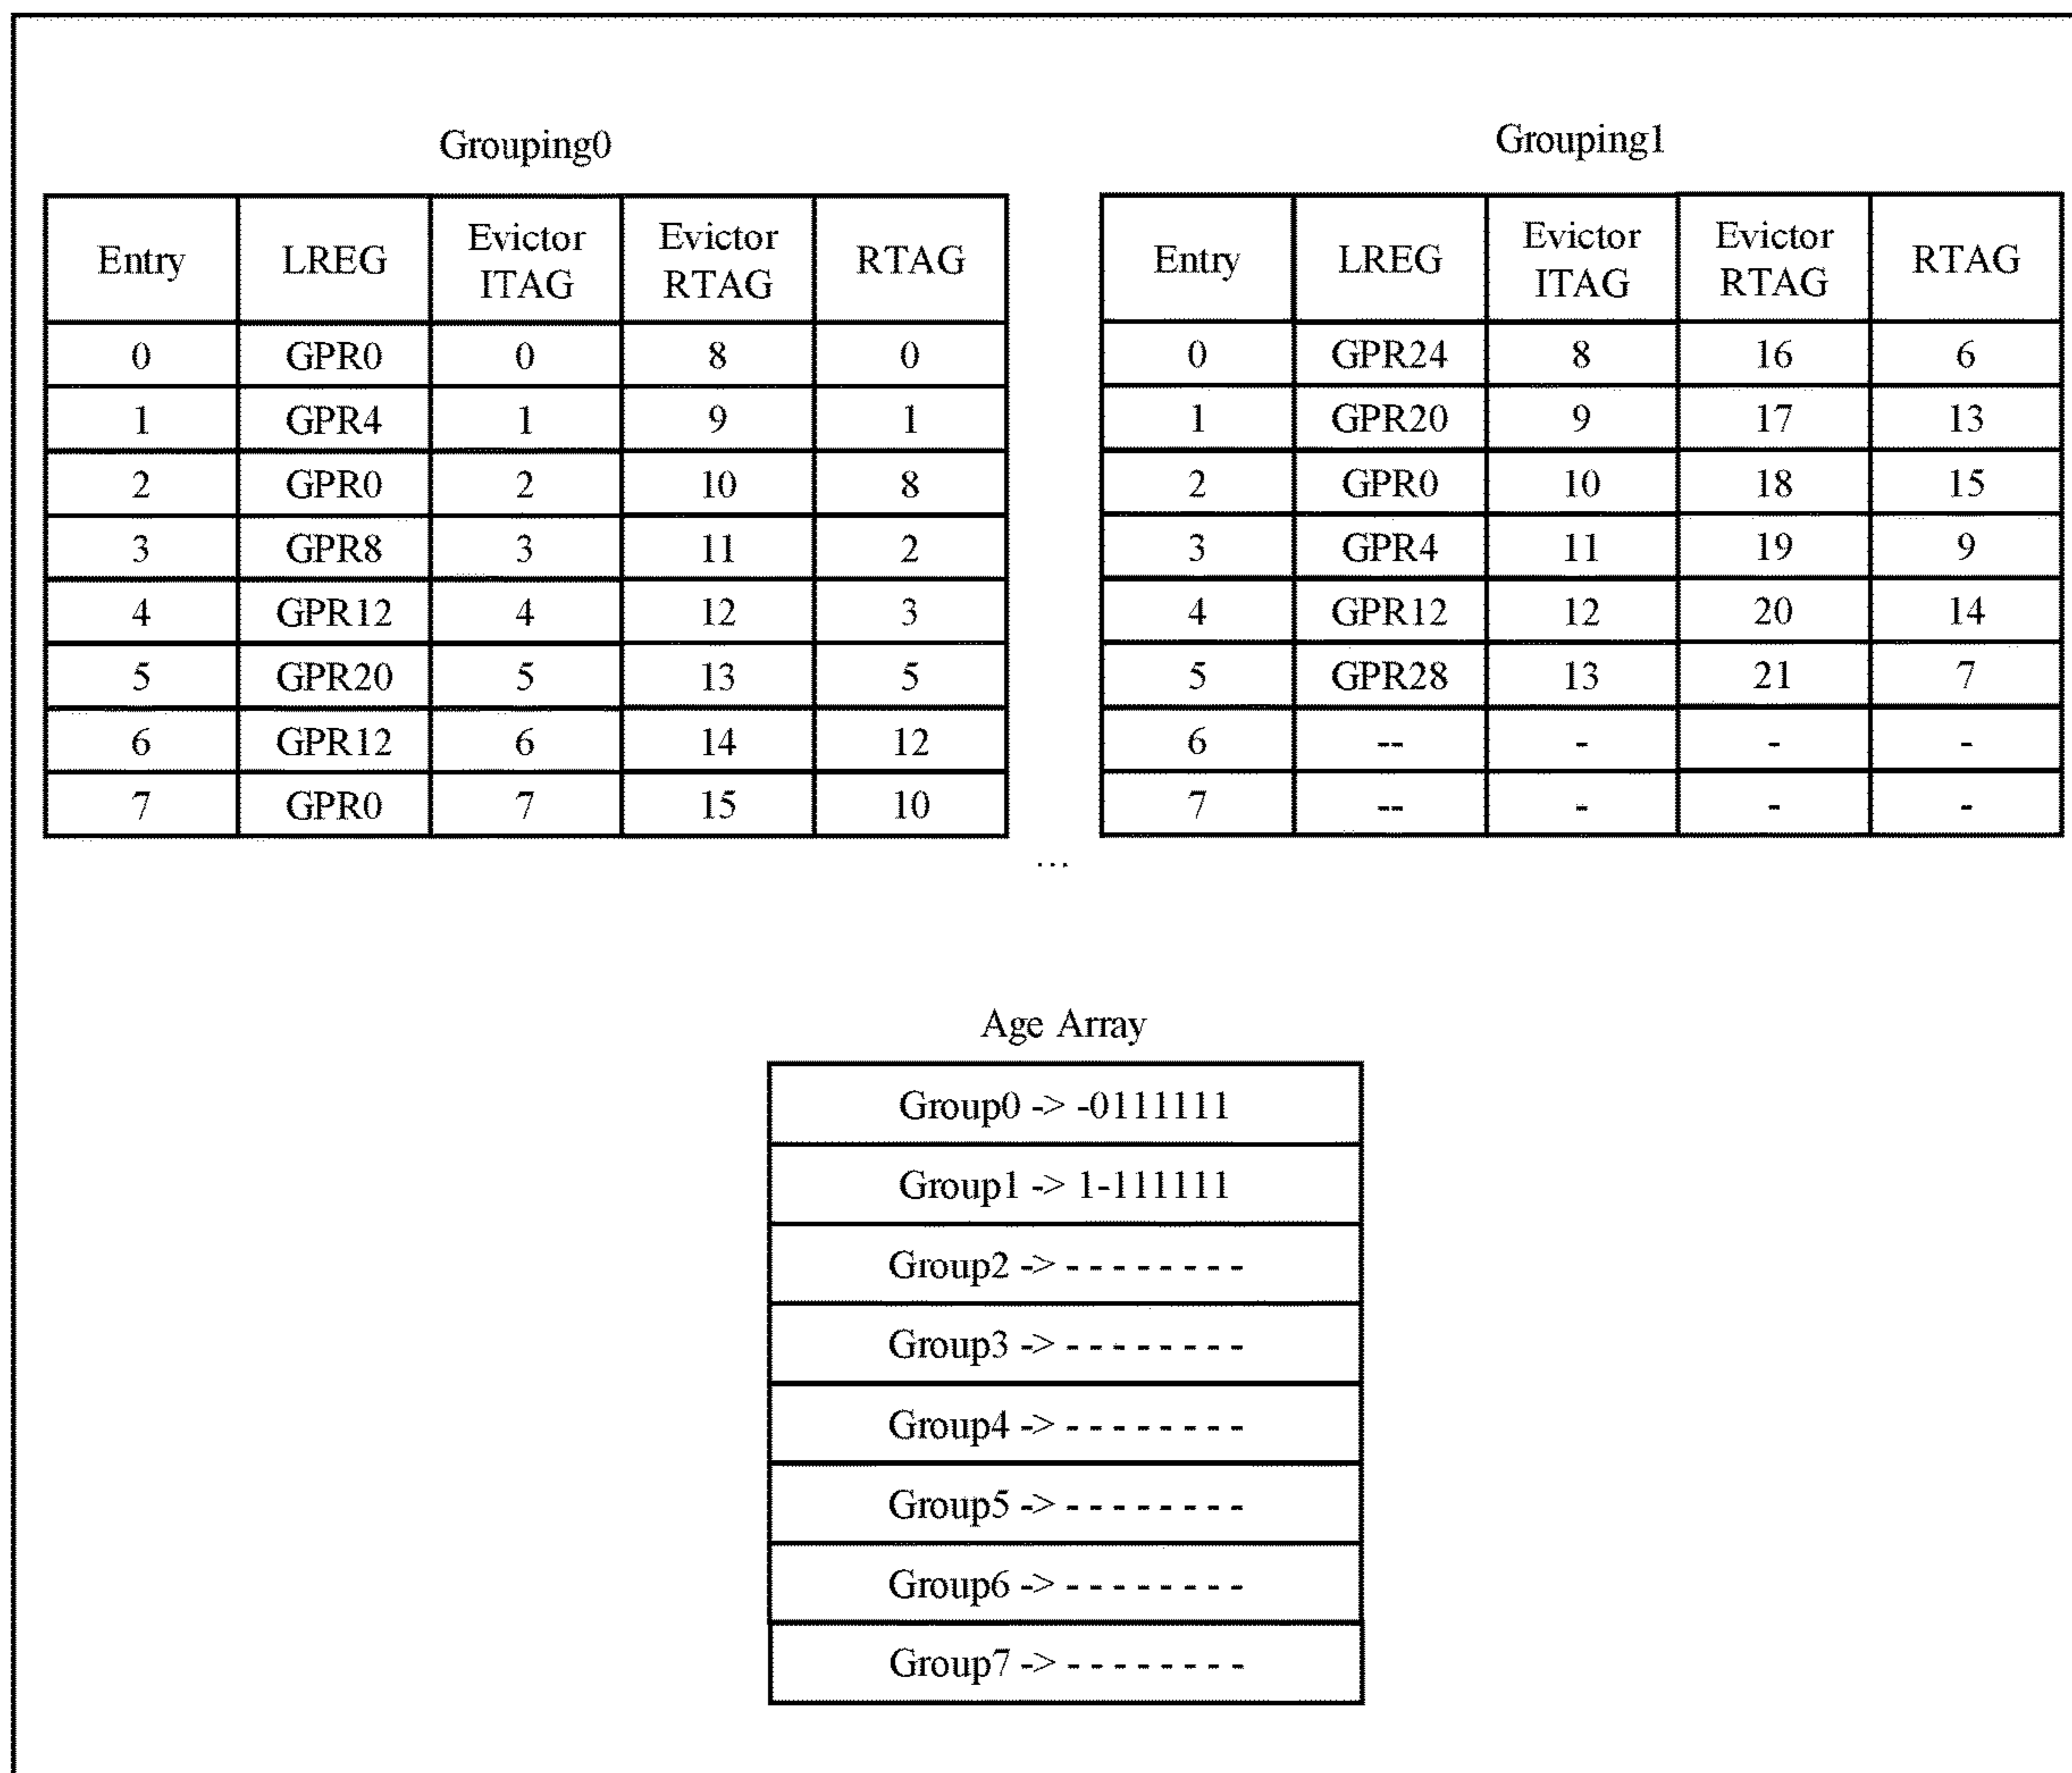 Grouping0
Entry LREG Evictor ITAG Evictor RTAG RTAG
0 GPR0 0 8 0
1 GPR4 1 9 1
2 GPR0 2 10 8
3 GPR8 3 11 2
4 GPR12 4 12 3
5 GPR20 5 13 5
6 GPR12 6 14 12
7 GPR0 7 15 10
Grouping1
Entry LREG Evictor ITAG Evictor RTAG RTAG
0 GPR24 8 16 6
1 GPR20 9 17 13
2 GPR0 10 18 15
3 GPR4 11 19 9
4 GPR12 12 20 14
5 GPR28 13 21 7
6 -- - - -
7 -- - - -
...
Age Array
Group0 -> -0111111
Group1 -> 1-111111
Group2 -> - - - - - - - -
Group3 -> - - - - - - - -
Group4 -> - - - - - - - -
Group5 -> - - - - - - - -
Group6 -> - - - - - - - -
Group7 -> - - - - - - - -